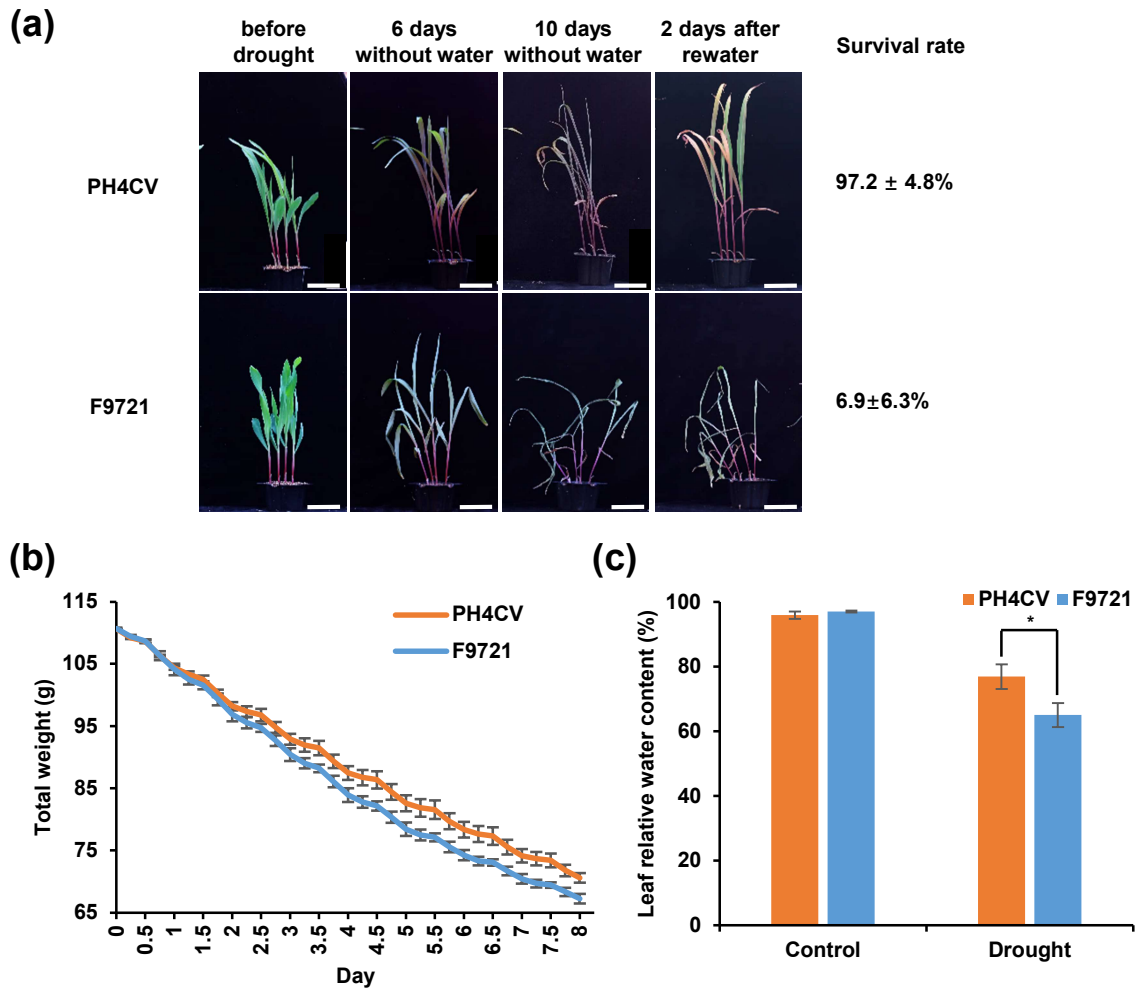 (a)
before drought
6 days without water
10 days without water
2 days after rewater
Survival rate
PH4CV
97.2 ± 4.8%
F9721
6.9±6.3%
(b)
115
105
95
85
75
65
Total weight (g)
PH4CV
F9721
0
0.5
1
1.5
2
2.5
3
3.5
4
4.5
5
5.5
6
6.5
7
7.5
8
Day
(c)
100
80
60
40
20
0
Leaf relative water content (%)
PH4CV
F9721
*
Control
Drought